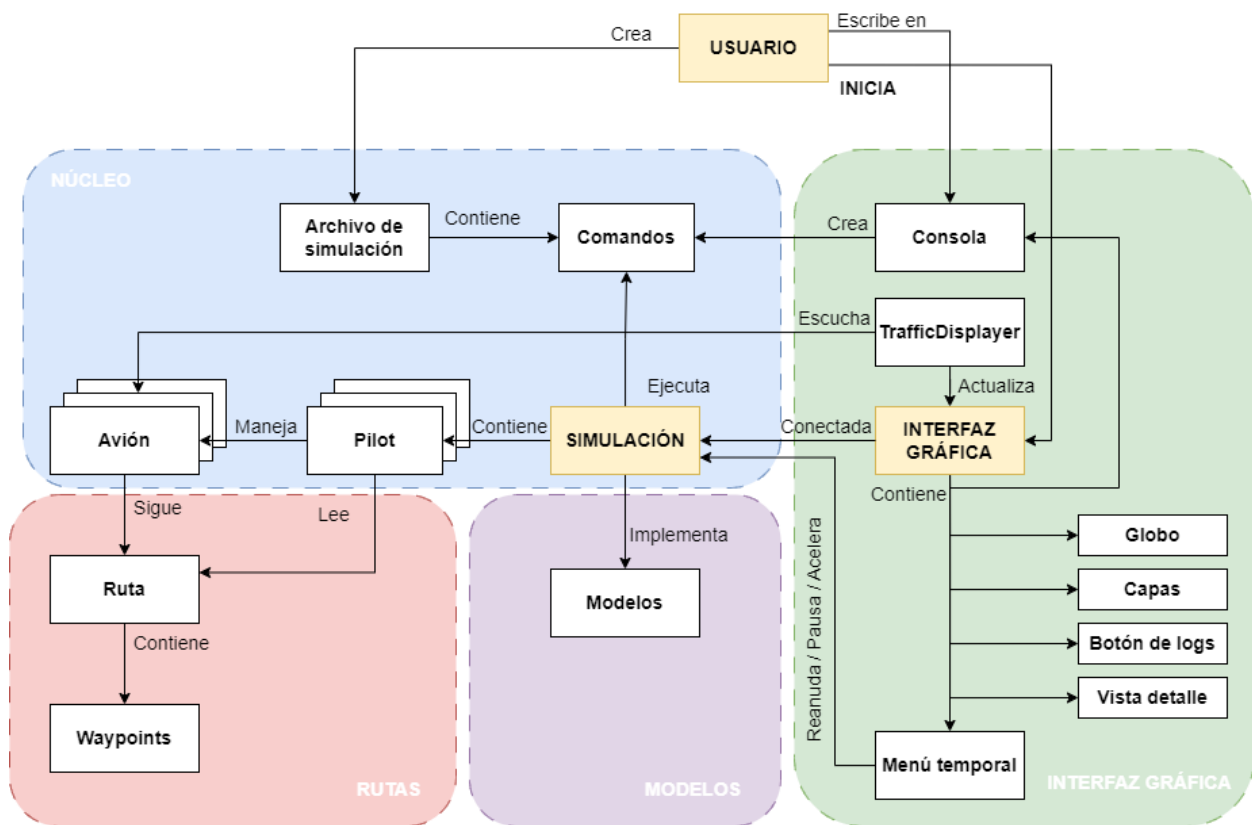 Crea
USUARIO
Escribe en
INICIA
NÚCLEO
Archivo de
simulación
Contiene
Comandos
Crea
Consola
Escucha
TrafficDisplayer
Ejecuta
Actualiza
Avión
Maneja
Pilot
Contiene
SIMULACIÓN
Conectada
INTERFAZ
GRÁFICA
Contiene
Sigue
Lee
Implementa
Globo
Ruta
Modelos
Capas
Reanuda / Pausa / Acelera
Contiene
Botón de logs
Vista detalle
Waypoints
Menú temporal
RUTAS
MODELOS
INTERFAZ GRÁFICA